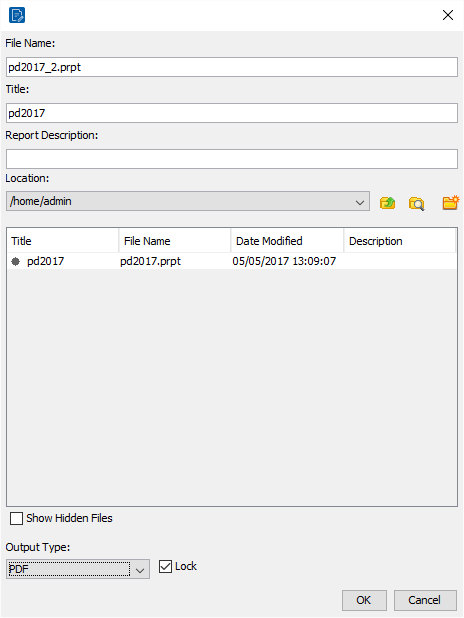 File Name:
pd2017_2.prpt
Title:
pd2017
Report Description:
Location:
/home/admin
Title File Name Date Modified Description
pd2017 pd2017.prpt 05/05/2017 13:09:07
Show Hidden Files
Output Type:
PDF Lock
OK Cancel